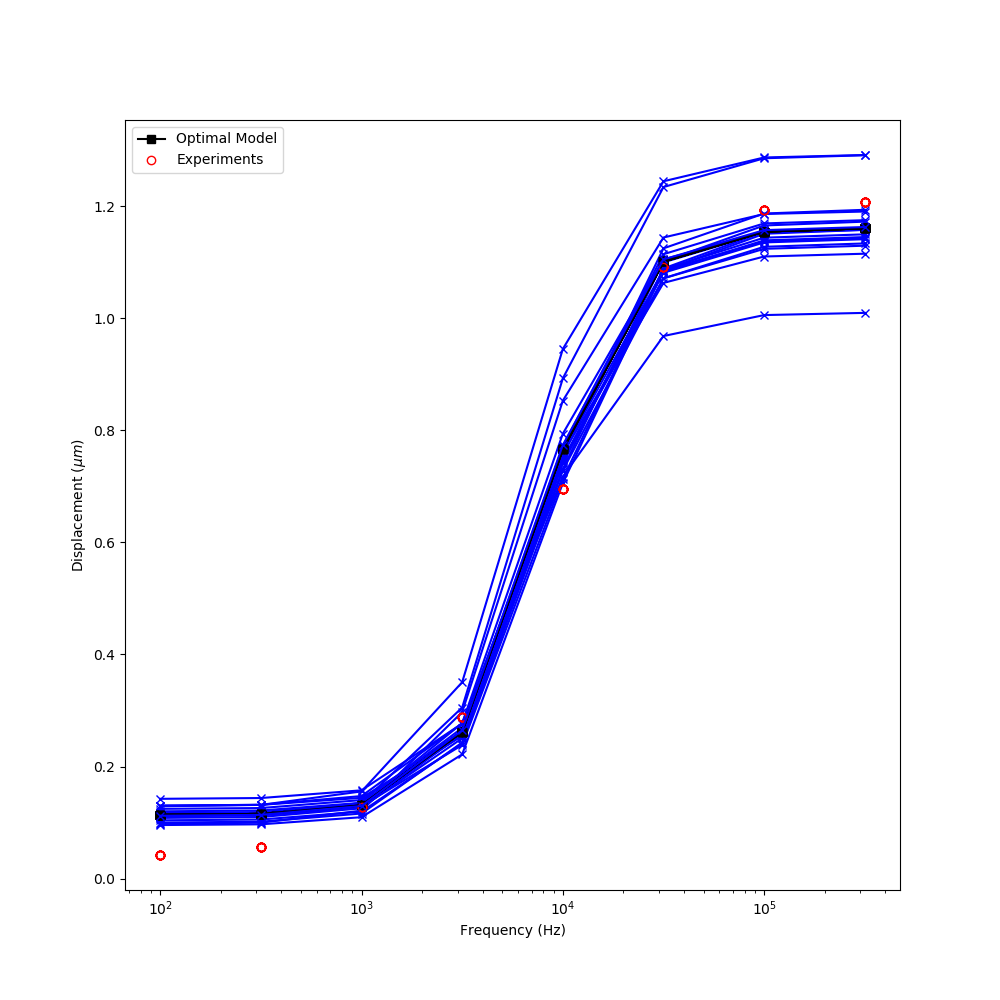 Optimal Model
Experiments
Displacement (μm)
1.2
1.0
0.8
0.6
0.4
0.2
0.0
10² 10³ 10⁴ 10⁵
Frequency (Hz)